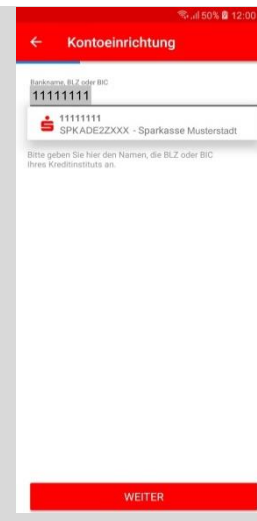 50% 12:00
Kontoeinrichtung
Bankname, BLZ oder BIC
11111111
11111111
SPKADE2ZXXX - Sparkasse Musterstadt
Bitte geben Sie hier den Namen, die BLZ oder BIC
Ihres Kreditinstituts an.
WEITER